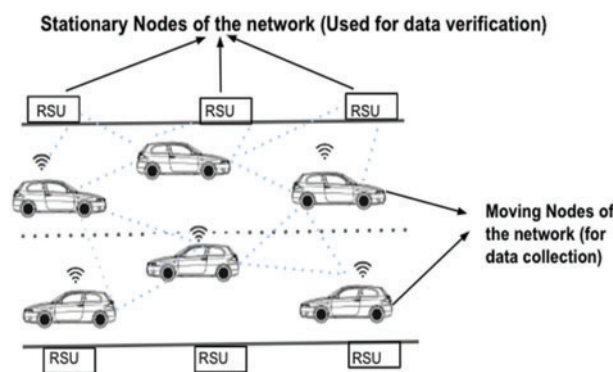 Stationary Nodes of the network (Used for data verification)
RSU
RSU
RSU
Moving Nodes of
the network (for
data collection)
RSU
RSU
RSU